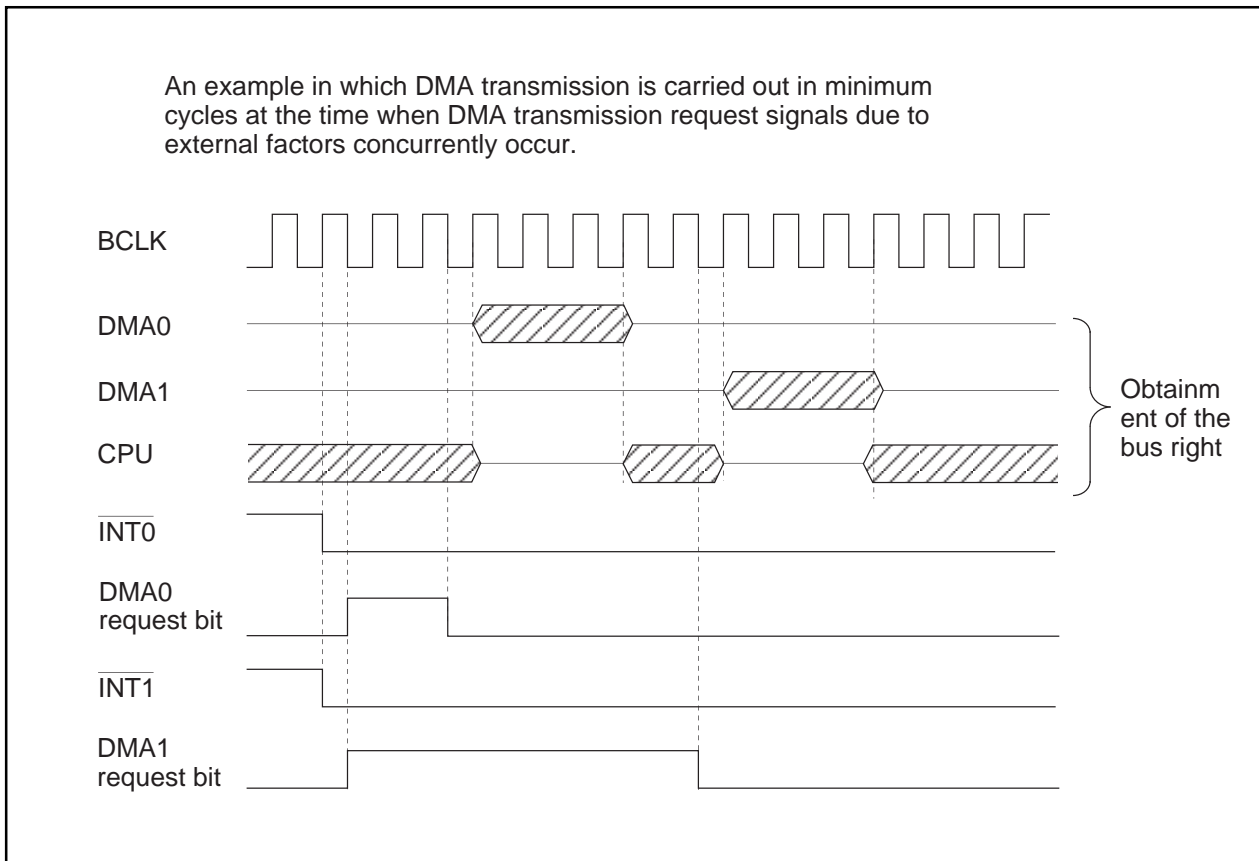 An example in which DMA transmission is carried out in minimum
cycles at the time when DMA transmission request signals due to
external factors concurrently occur.
BCLK
DMA0
DMA1
CPU
Obtainm
ent of the
bus right
INT0
DMA0
request bit
INT1
DMA1
request bit